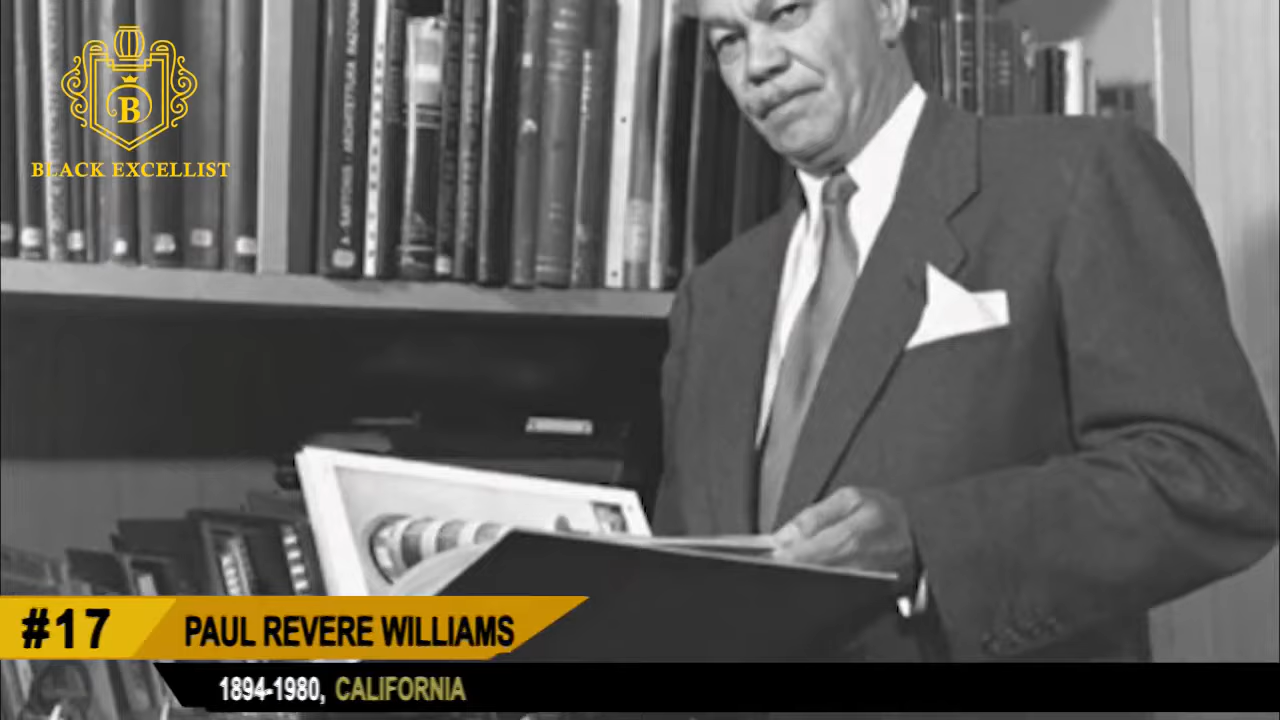 B
BLACK EXCELLIST
#17
PAUL REVERE WILLIAMS
1894-1980, CALIFORNIA